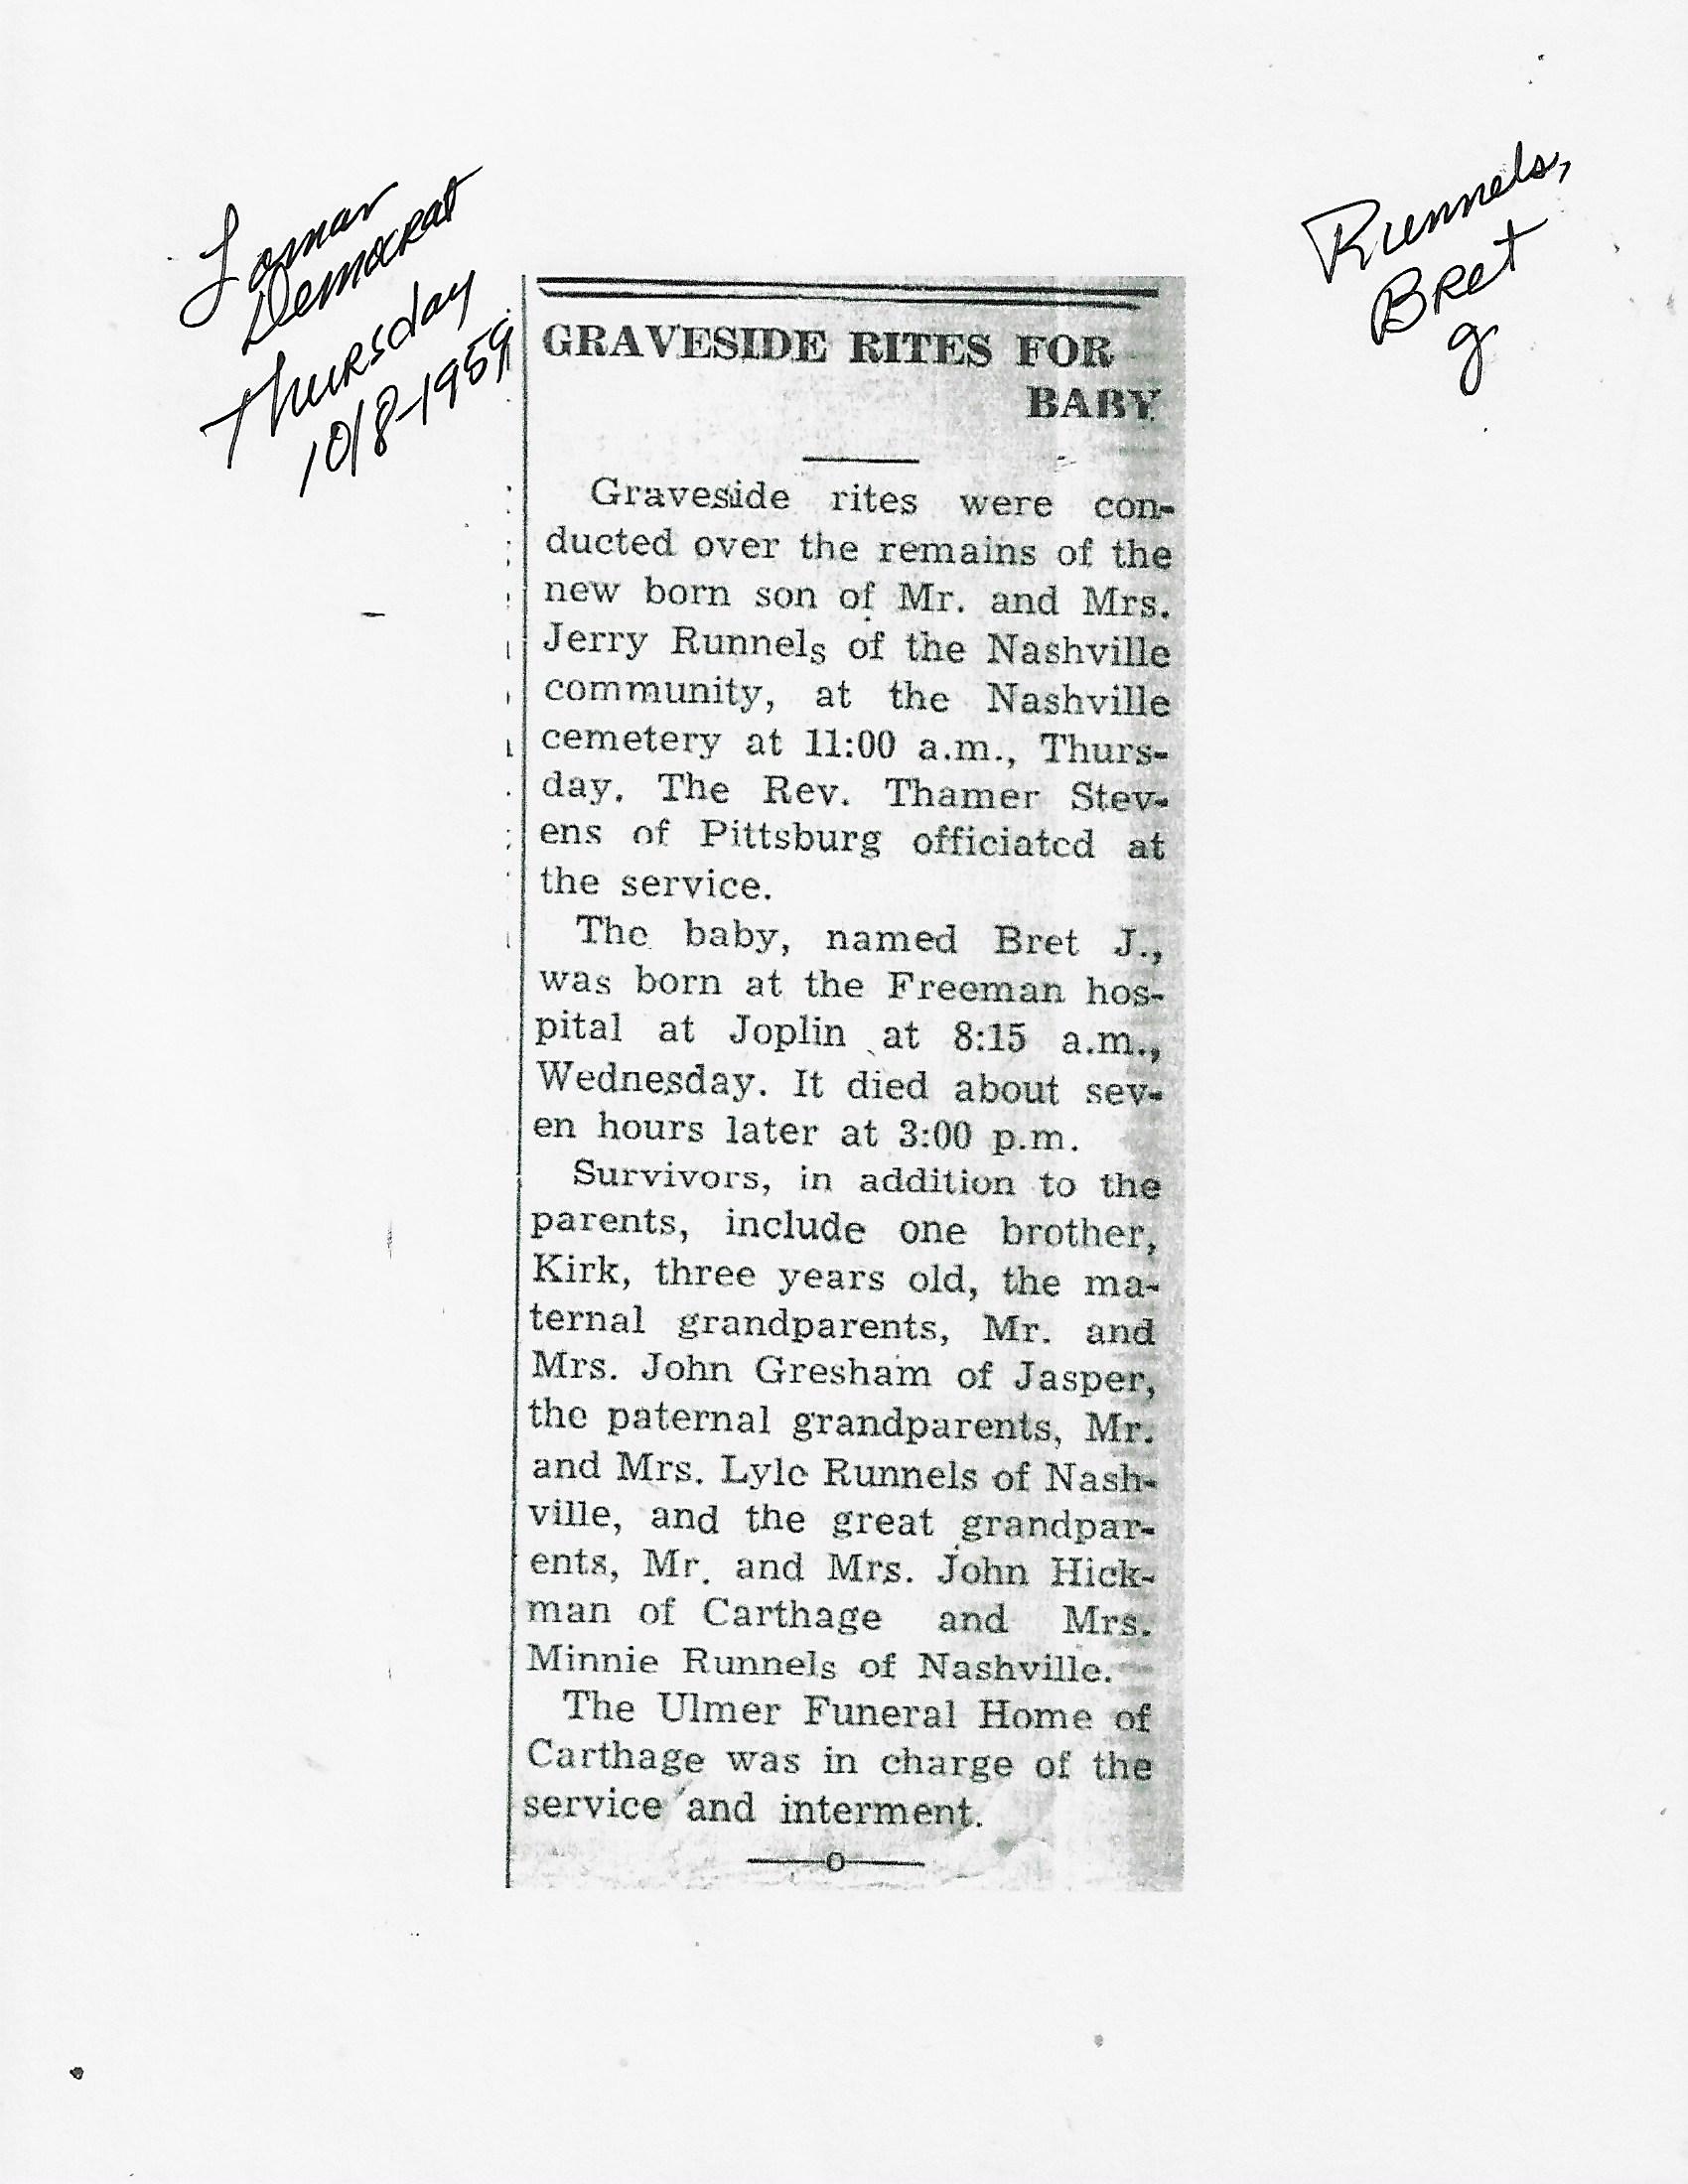 Lamar
Democrat
Thursday
10/8-1959
Runnels,
Bret
J
GRAVESIDE RITES FOR
BABY
Graveside rites were con-
ducted over the remains of the
new born son of Mr. and Mrs.
Jerry Runnels of the Nashville
community, at the Nashville
cemetery at 11:00 a.m., Thurs-
day. The Rev. Thamer Stev-
ens of Pittsburg officiated at
the service.
The baby, named Bret J.,
was born at the Freeman hos-
pital at Joplin at 8:15 a.m.,
Wednesday. It died about sev-
en hours later at 3:00 p.m.
Survivors, in addition to the
parents, include one brother,
Kirk, three years old, the ma-
ternal grandparents, Mr. and
Mrs. John Gresham of Jasper,
the paternal grandparents, Mr.
and Mrs. Lyle Runnels of Nash-
ville, and the great grandpar-
ents, Mr. and Mrs. John Hick-
man of Carthage and Mrs.
Minnie Runnels of Nashville.
The Ulmer Funeral Home of
Carthage was in charge of the
service and interment.